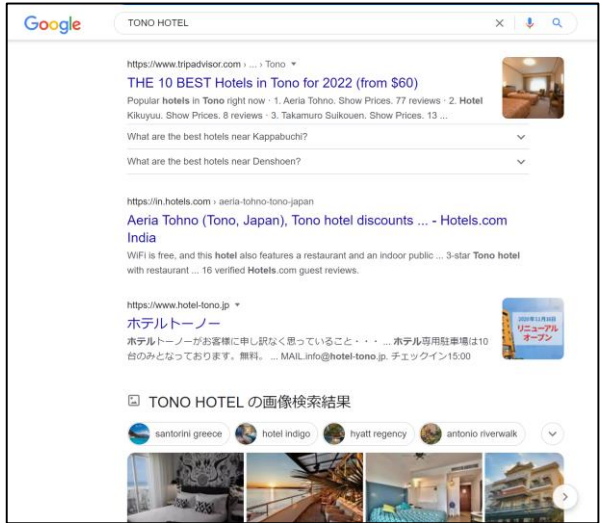 Google
TONO HOTEL
https://www.tripadvisor.com › ... › Tono
THE 10 BEST Hotels in Tono for 2022 (from $60)
Popular hotels in Tono right now · 1. Aeria Tohno. Show Prices. 77 reviews · 2. Hotel
Kikuyuu. Show Prices. 8 reviews · 3. Takamuro Suikouen. Show Prices. 13 ...
What are the best hotels near Kappabuchi?
What are the best hotels near Denshoen?
https://in.hotels.com › aeria-tohno-tono-japan
Aeria Tohno (Tono, Japan), Tono hotel discounts ... - Hotels.com
India
WiFi is free, and this hotel also features a restaurant and an indoor public ... 3-star Tono hotel
with restaurant ... 16 verified Hotels.com guest reviews.
https://www.hotel-tono.jp
ホテルトーノー
ホテルトーノーがお客様に申し訳なく思っていること・・・ ... ホテル専用駐車場は10
台のみとなっております。無料。 ... MAIL.info@hotel-tono.jp. チェックイン15:00
リニューアル
オープン
TONO HOTEL の画像検索結果
santorini greece
hotel indigo
hyatt regency
antonio riverwalk